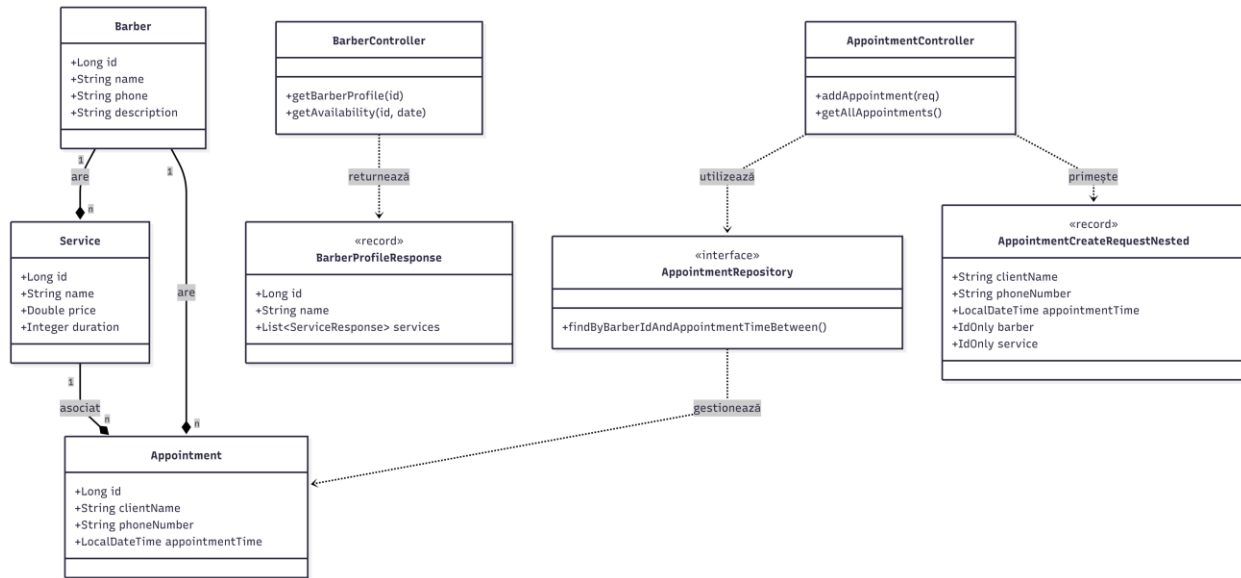 Barber
+Long id
+String name
+String phone
+String description
BarberController
+getBarberProfile(id)
+getAvailability(id, date)
AppointmentController
+addAppointment(req)
+getAllAppointments()
1
are
n
1
are
n
returnează
utilizează
primește
Service
+Long id
+String name
+Double price
+Integer duration
«record»
BarberProfileResponse
+Long id
+String name
+List<ServiceResponse> services
«interface»
AppointmentRepository
+findByBarberIdAndAppointmentTimeBetween()
«record»
AppointmentCreateRequestNested
+String clientName
+String phoneNumber
+LocalDateTime appointmentTime
+IdOnly barber
+IdOnly service
1
asociat
n
gestionează
Appointment
+Long id
+String clientName
+String phoneNumber
+LocalDateTime appointmentTime